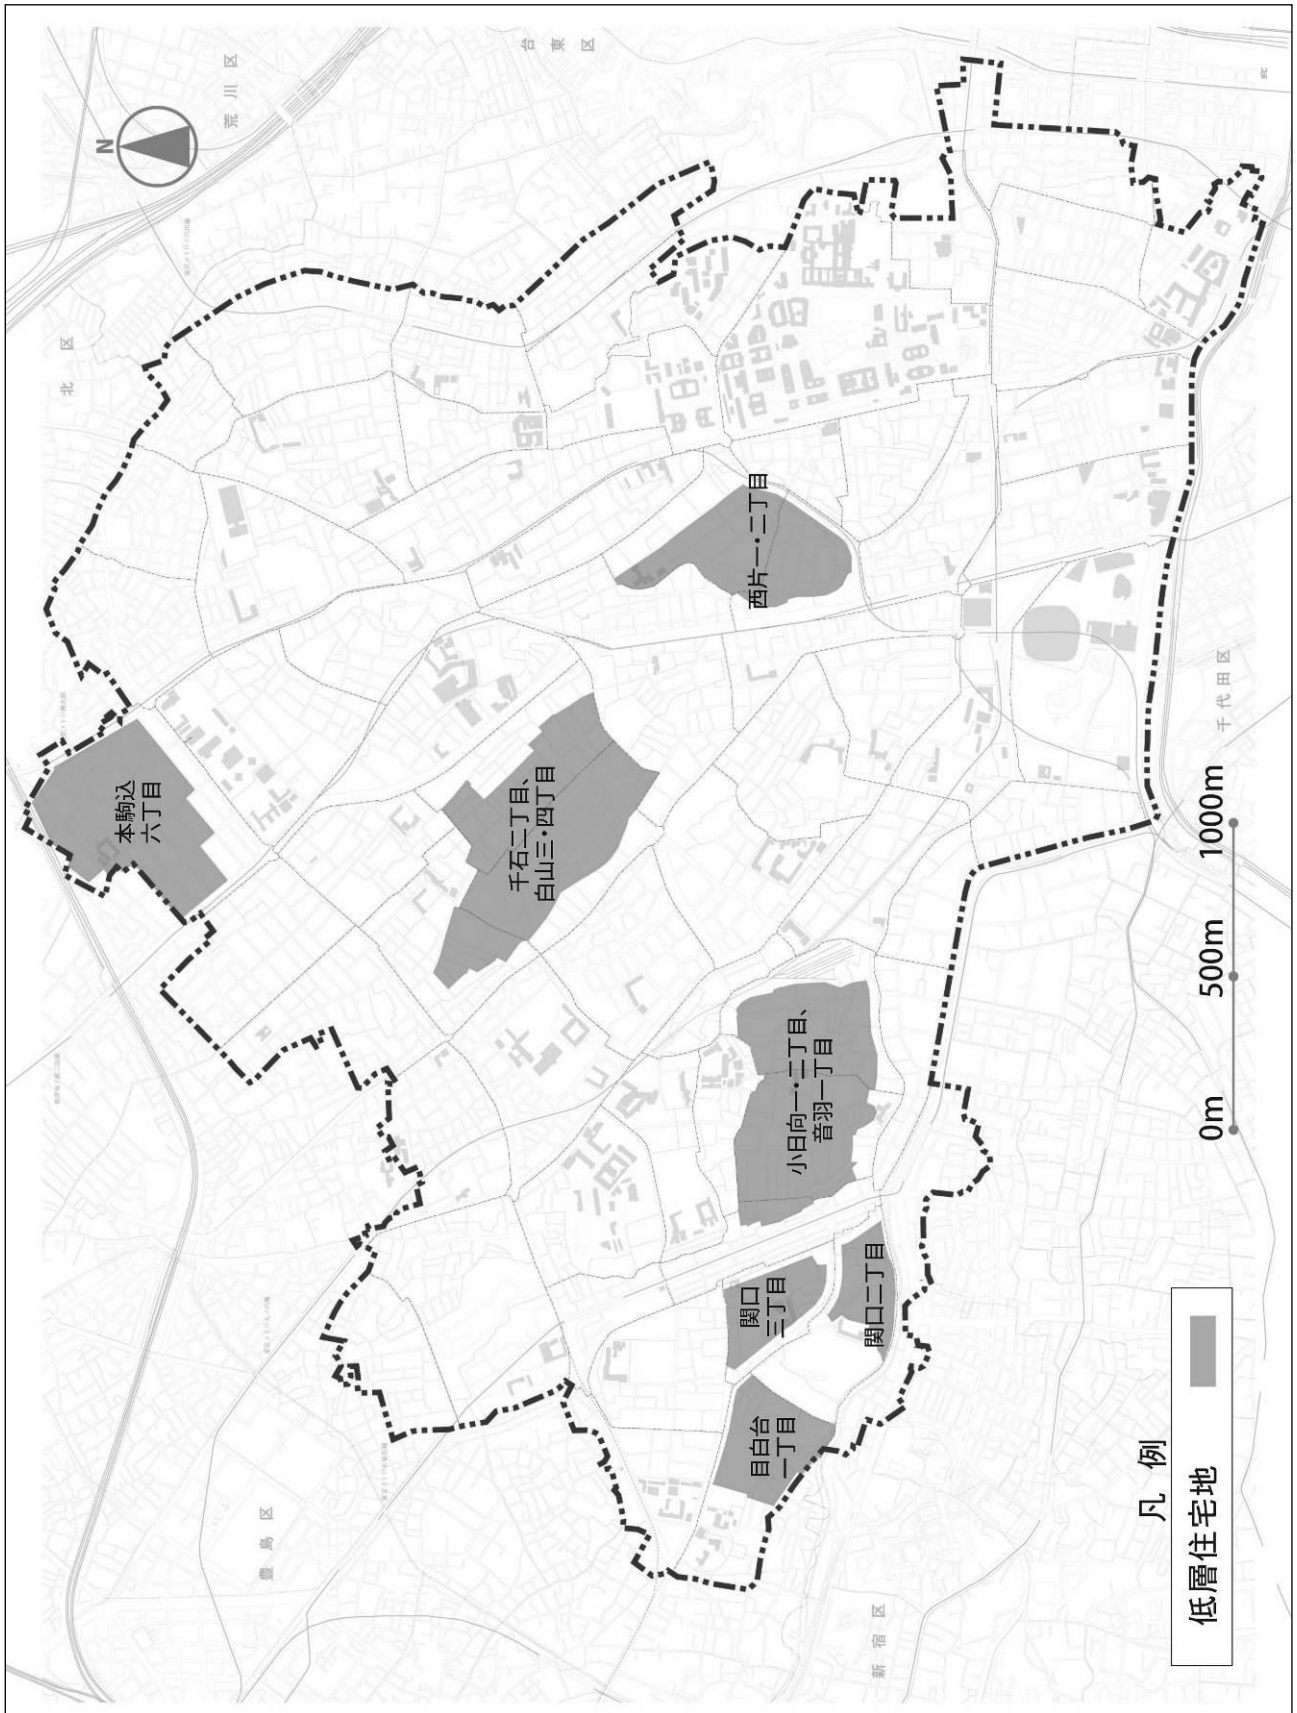 N
荒川区
台東区
北区
本駒込
六丁目
千石二丁目、
白山三・四丁目
西片一・二丁目
小日向一・二丁目、
音羽一丁目
関口
三丁目
関口二丁目
目白台
一丁目
豊島区
新宿区
千代田区
0m 500m 1000m
凡例
低層住宅地